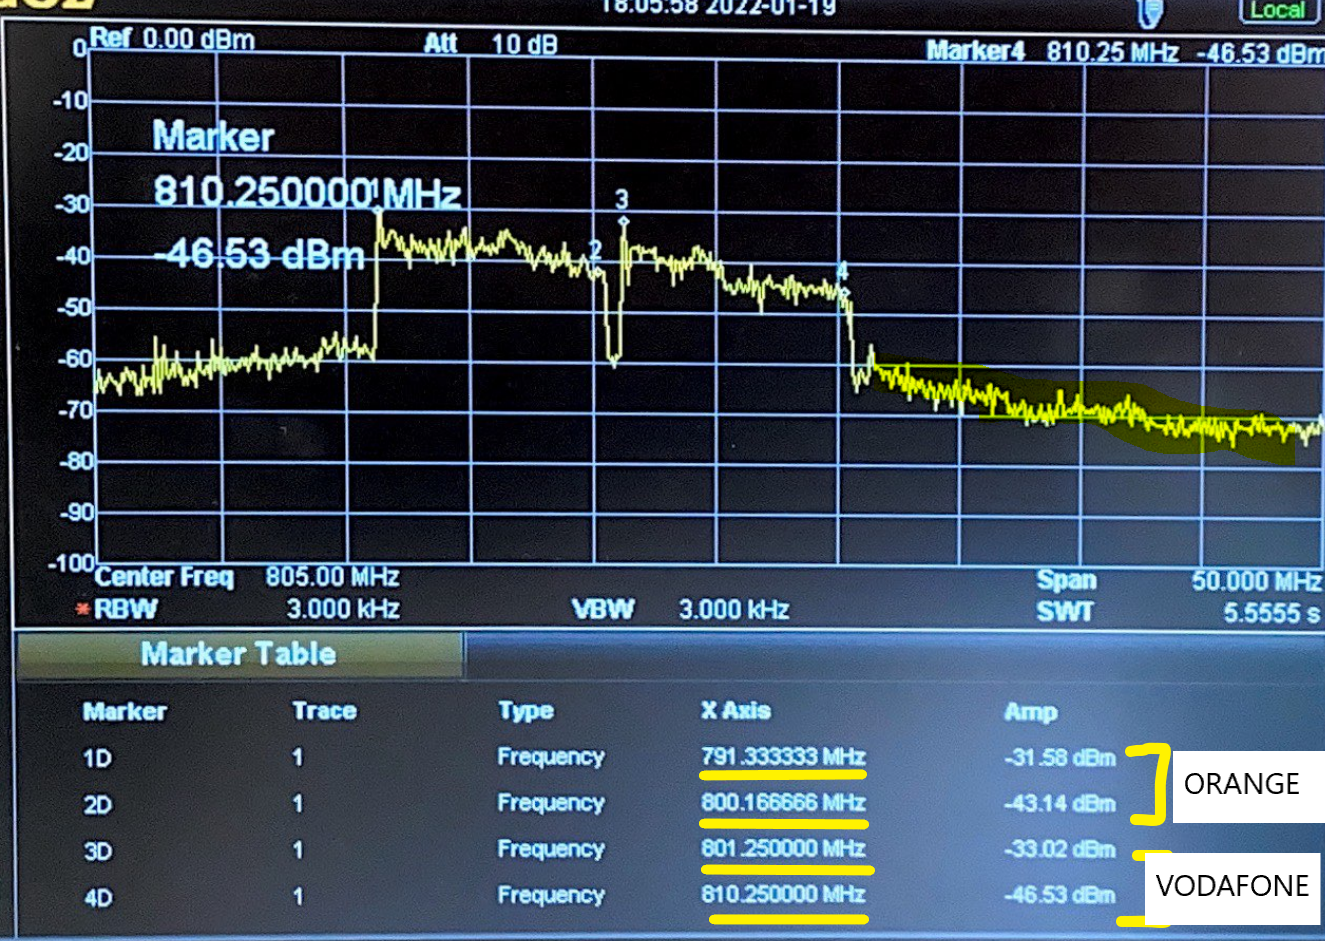 18:05:58 2022-01-19
Local
Ref 0.00 dBm Att 10 dB Marker4 810.25 MHz -46.53 dBm
0
-10
Marker
-20
810.250000 MHz
1
-30
3
-46.53 dBm
-40
2
4
-50
-60
-70
-80
-90
-100
Center Freq 805.00 MHz Span 50.000 MHz
*RBW 3.000 kHz VBW 3.000 kHz SWT 5.5555 s
Marker Table
Marker Trace Type X Axis Amp
1D 1 Frequency 791.333333 MHz -31.58 dBm
ORANGE
2D 1 Frequency 800.166666 MHz -43.14 dBm
3D 1 Frequency 801.250000 MHz -33.02 dBm
VODAFONE
4D 1 Frequency 810.250000 MHz -46.53 dBm